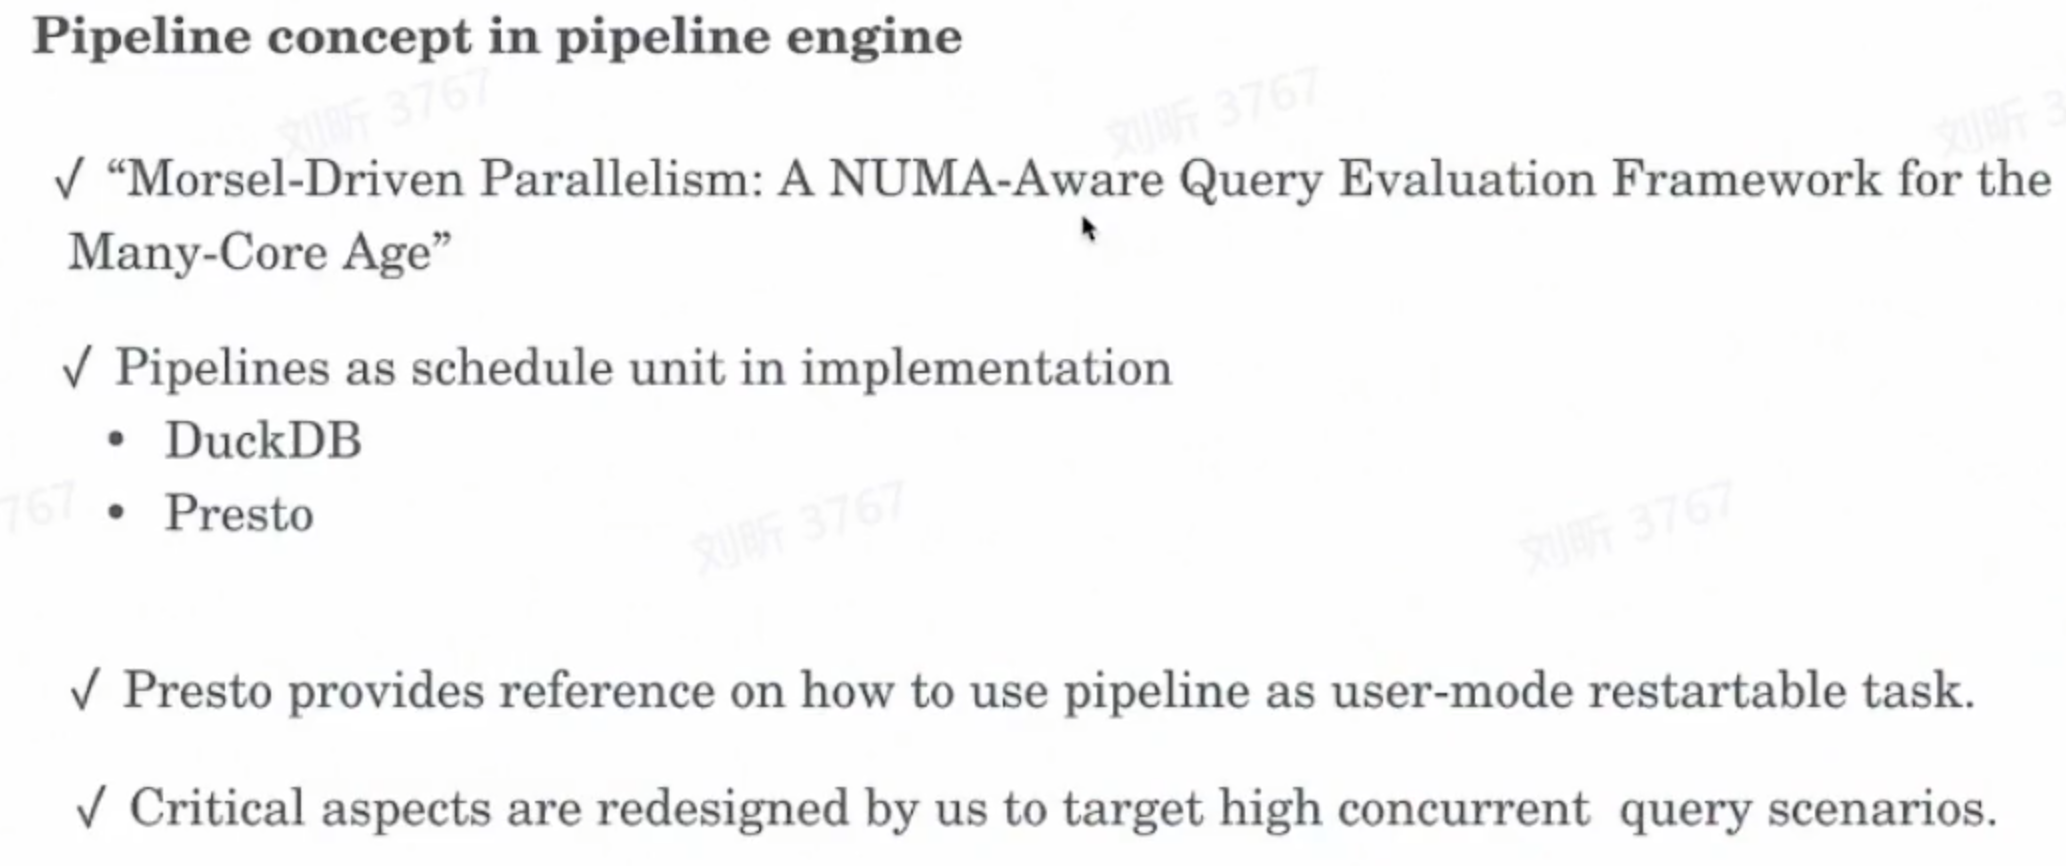 Pipeline concept in pipeline engine
刘昕 3767
刘昕 3767
刘昕 3
√ “Morsel-Driven Parallelism: A NUMA-Aware Query Evaluation Framework for the
Many-Core Age”
√ Pipelines as schedule unit in implementation
• DuckDB
• Presto
767
刘昕 3767
刘昕 3767
√ Presto provides reference on how to use pipeline as user-mode restartable task.
√ Critical aspects are redesigned by us to target high concurrent  query scenarios.